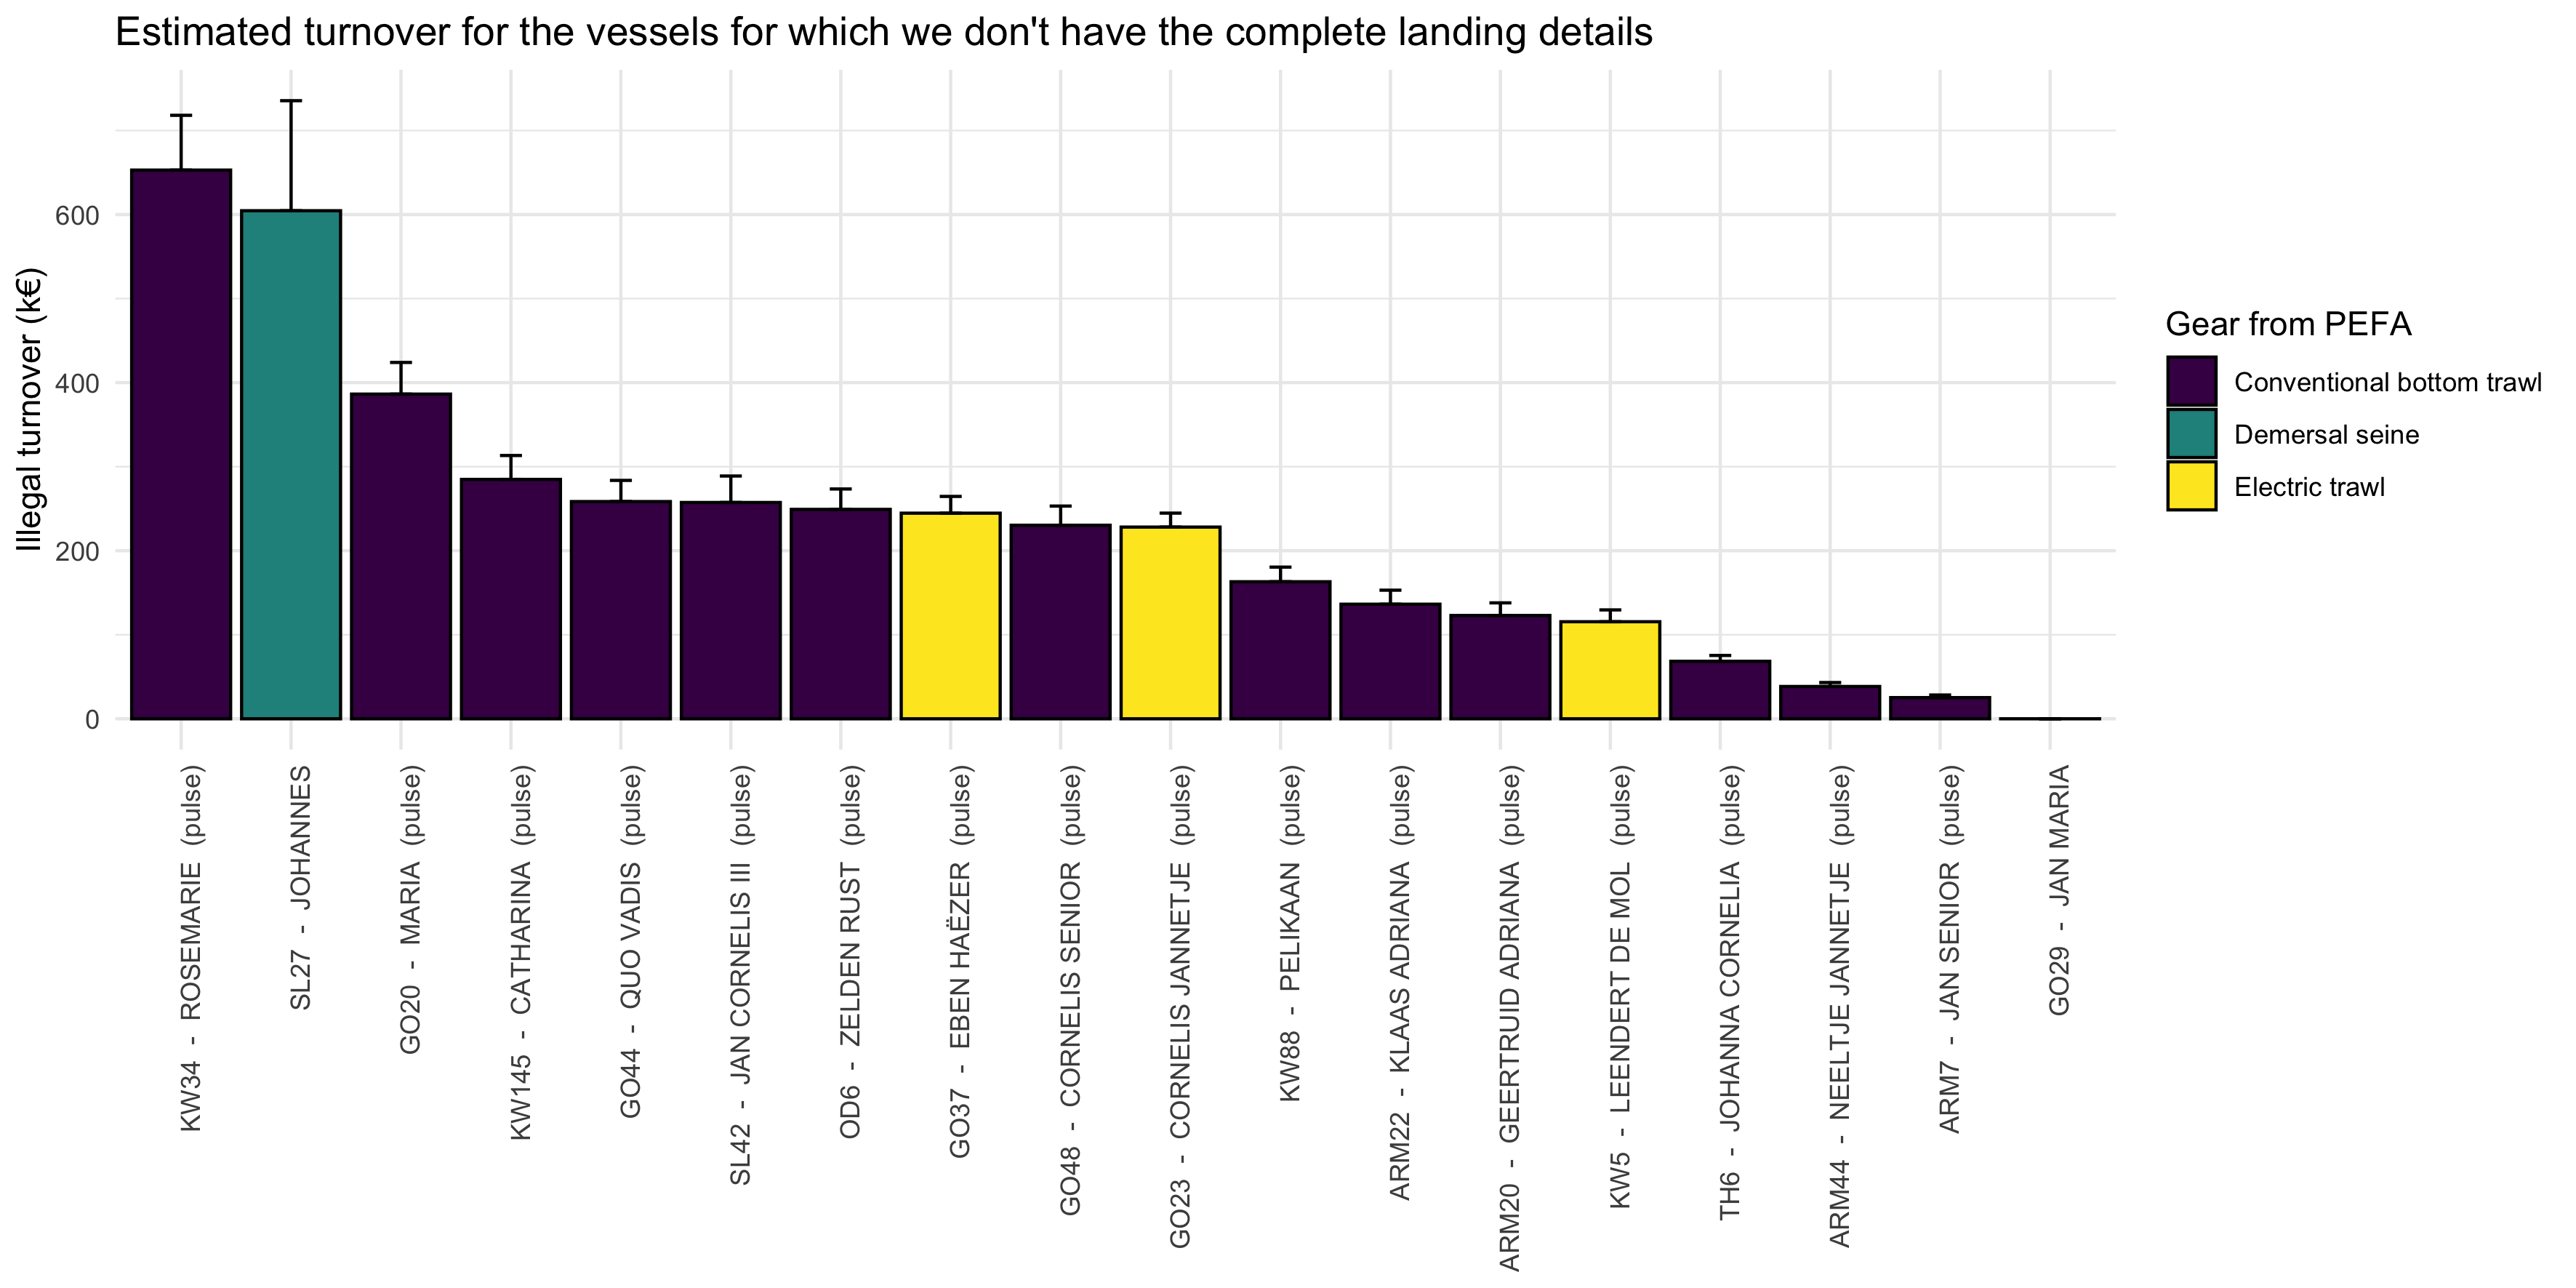 Estimated turnover for the vessels for which we don't have the complete landing details
Illegal turnover (k€)
600
400
200
0
KW34 - ROSEMARIE (pulse)
SL27 - JOHANNES
GO20 - MARIA (pulse)
KW145 - CATHARINA (pulse)
GO44 - QUO VADIS (pulse)
SL42 - JAN CORNELIS III (pulse)
OD6 - ZELDEN RUST (pulse)
GO37 - EBEN HAËZER (pulse)
GO48 - CORNELIS SENIOR (pulse)
GO23 - CORNELIS JANNETJE (pulse)
KW88 - PELIKAAN (pulse)
ARM22 - KLAAS ADRIANA (pulse)
ARM20 - GEERTRUID ADRIANA (pulse)
KW5 - LEENDERT DE MOL (pulse)
TH6 - JOHANNA CORNELIA (pulse)
ARM44 - NEELTJE JANNETJE (pulse)
ARM7 - JAN SENIOR (pulse)
GO29 - JAN MARIA
Gear from PEFA
Conventional bottom trawl
Demersal seine
Electric trawl